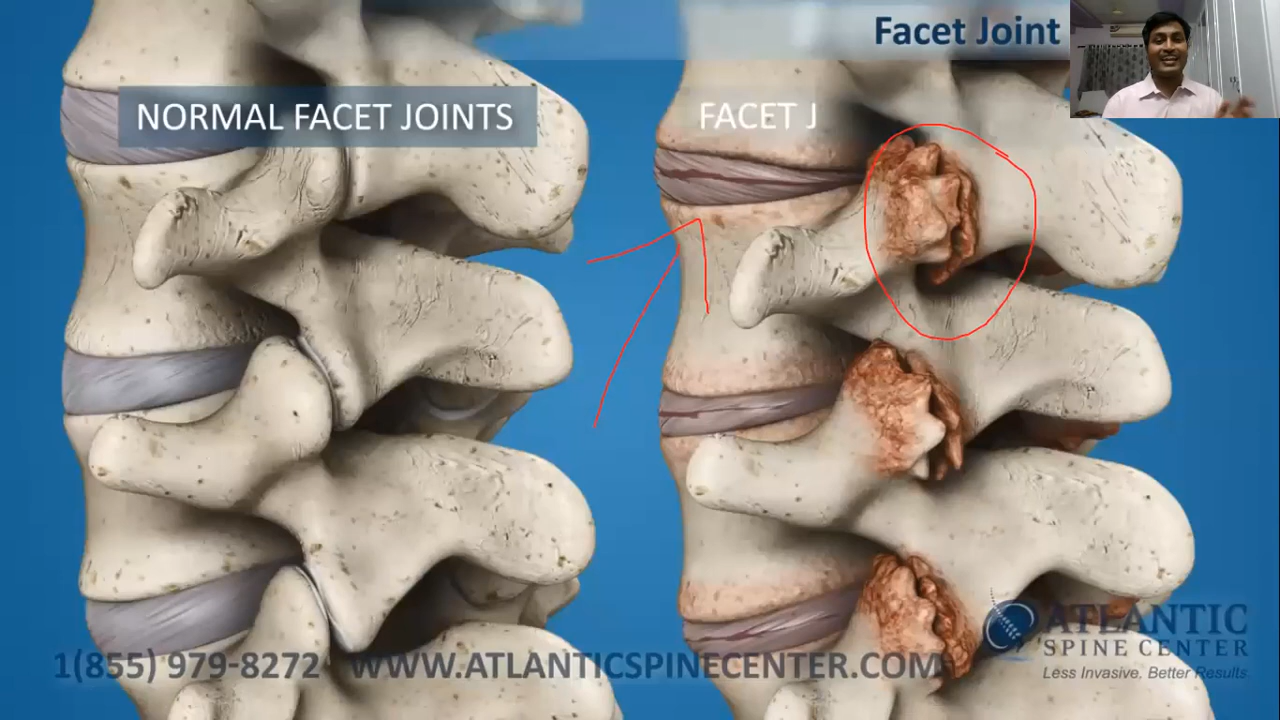 Facet Joint
NORMAL FACET JOINTS
FACET J
ATLANTIC
SPINE CENTER
Less Invasive. Better Results.
1(855) 979-8272 WWW.ATLANTICSPINECENTER.COM